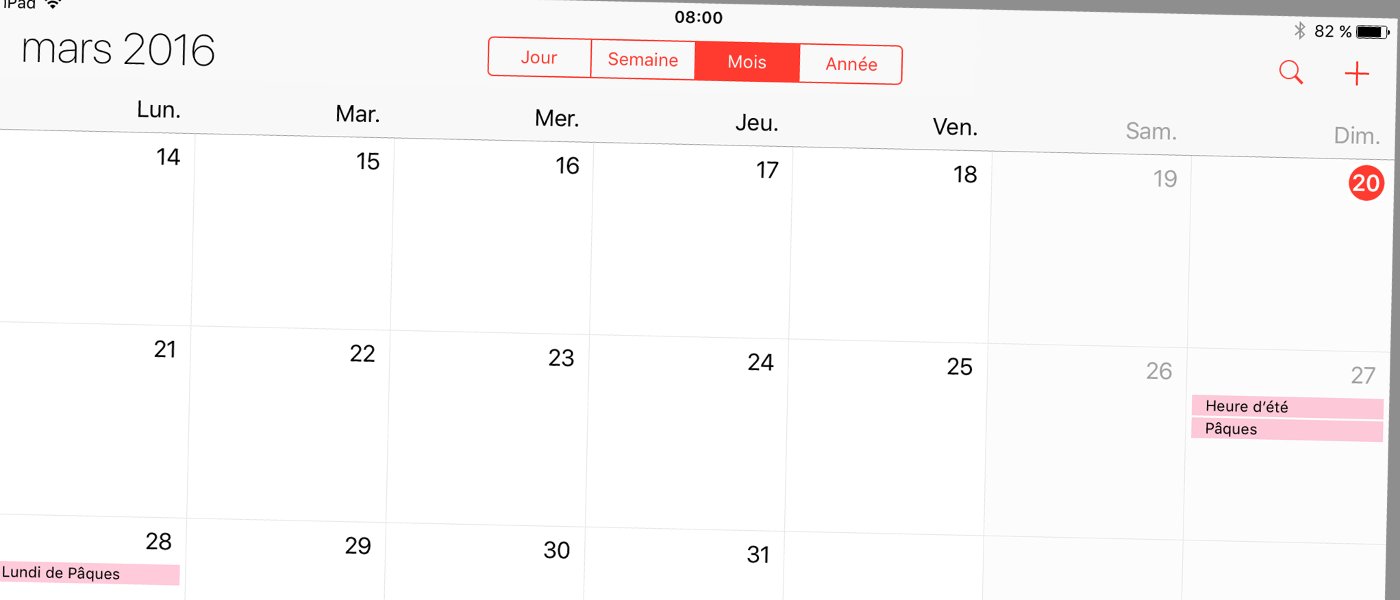 iPad 08:00 82 %
mars 2016 Jour Semaine Mois Année
Lun. Mar. Mer. Jeu. Ven. Sam. Dim.
14 15 16 17 18 19 20
21 22 23 24 25 26 27
Heure d’été
Pâques
28 29 30 31
Lundi de Pâques